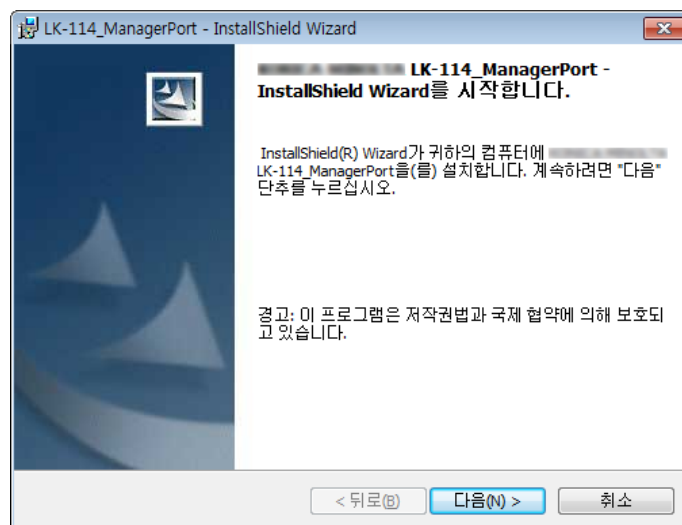 LK-114_ManagerPort - InstallShield Wizard
LK-114_ManagerPort -
InstallShield Wizard를 시작합니다.
InstallShield(R) Wizard가 귀하의 컴퓨터에
LK-114_ManagerPort을(를) 설치합니다. 계속하려면 "다음"
단추를 누르십시오.
경고: 이 프로그램은 저작권법과 국제 협약에 의해 보호되
고 있습니다.
< 뒤로(B)
다음(N) >
취소